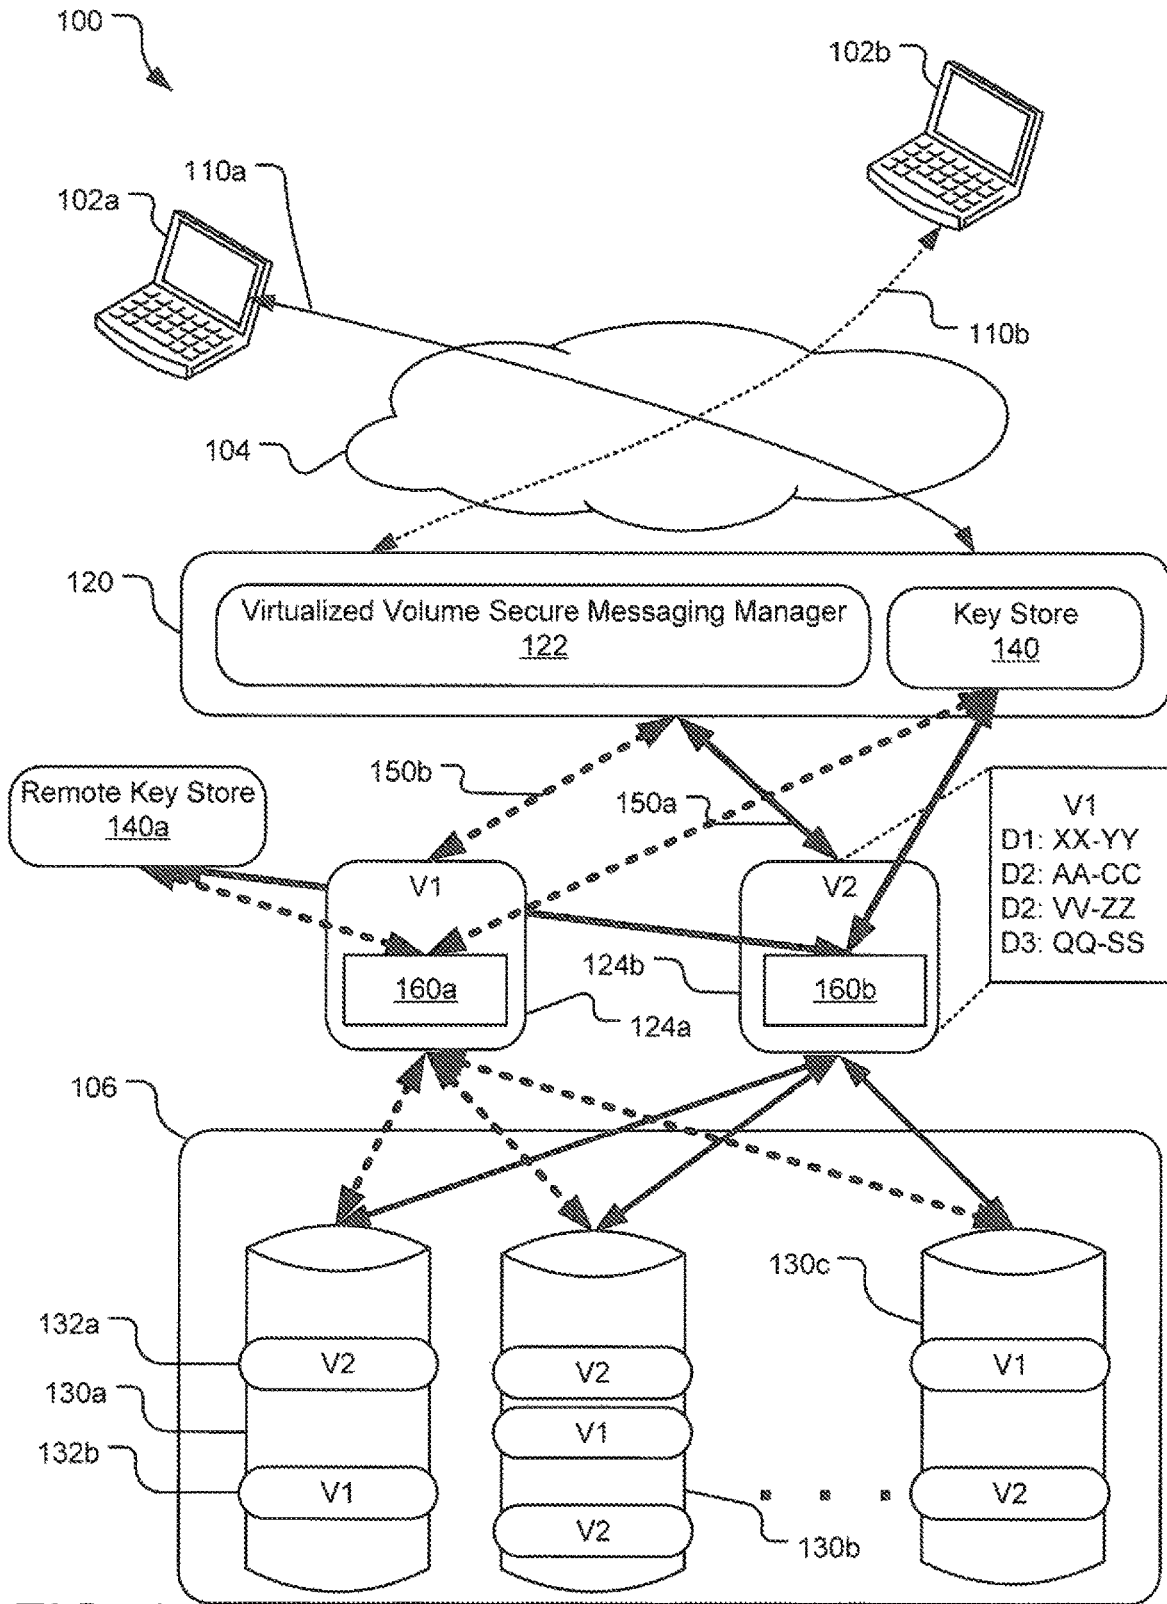 100
102b
110a
102a
110b
104
120
Virtualized Volume Secure Messaging Manager
122
Key Store
140
150b
150a
Remote Key Store
140a
V1
D1: XX-YY
D2: AA-CC
D2: VV-ZZ
D3: QQ-SS
V1
V2
124b
160a
160b
124a
106
130c
132a
V2
V2
V1
130a
V1
132b
V1
V2
V2
130b